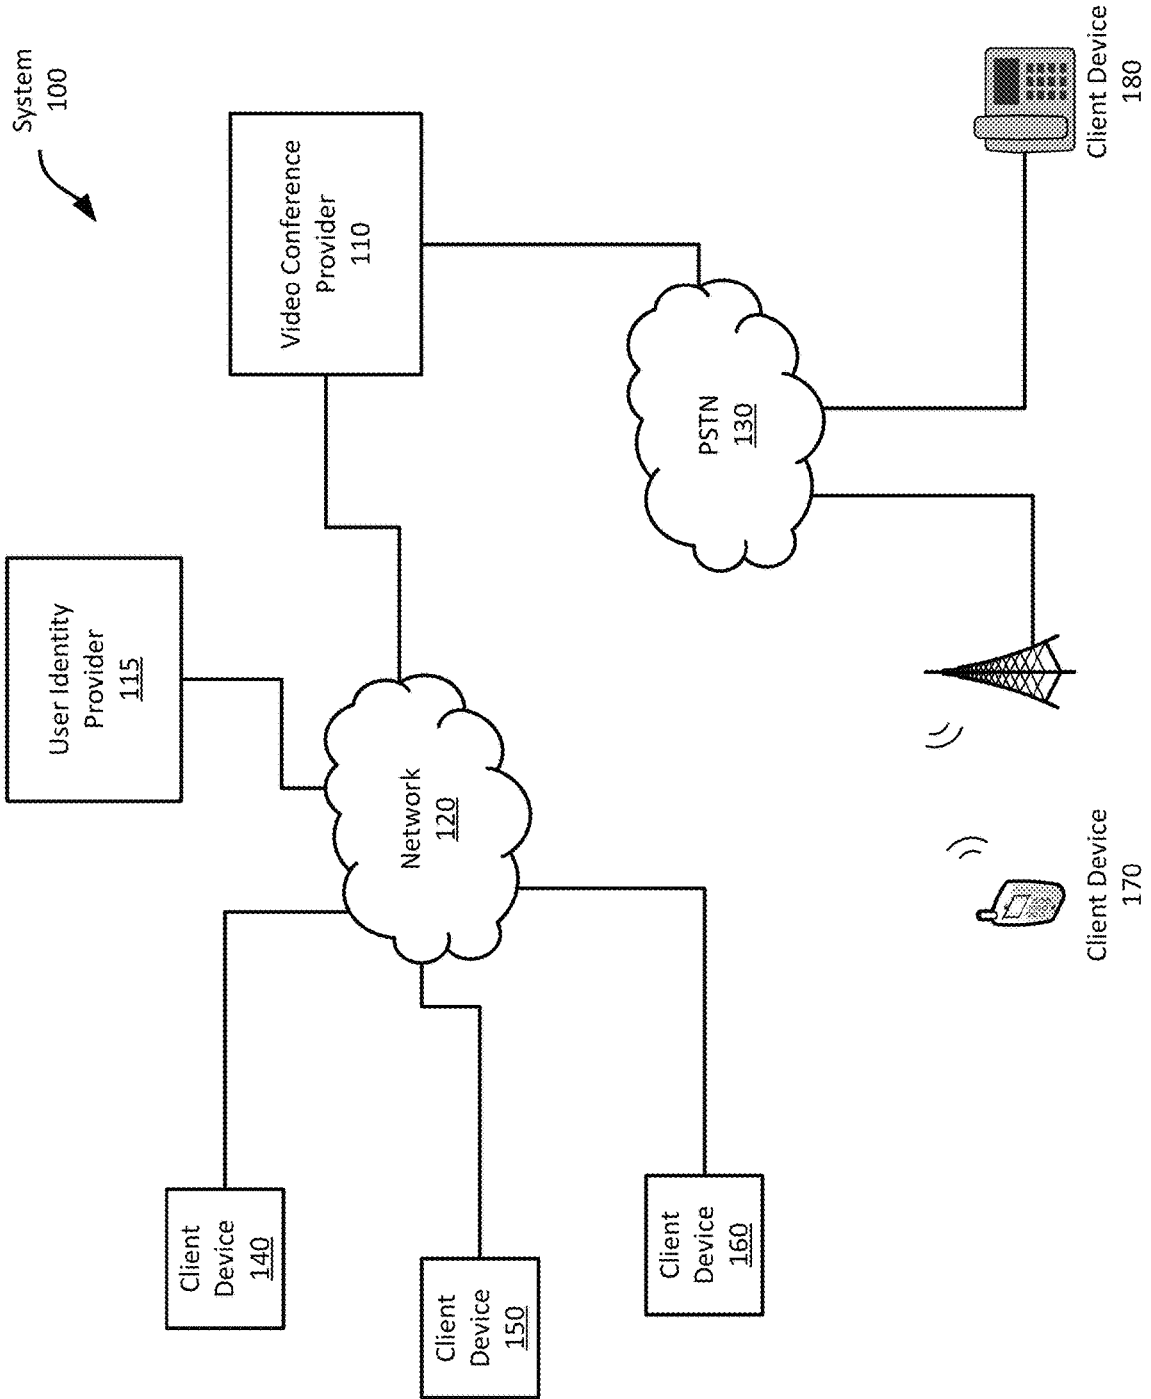 System
100
User Identity
Provider
115
Video Conference
Provider
110
Client
Device
140
Network
120
Client
Device
150
Client
Device
160
PSTN
130
Client Device
170
Client Device
180